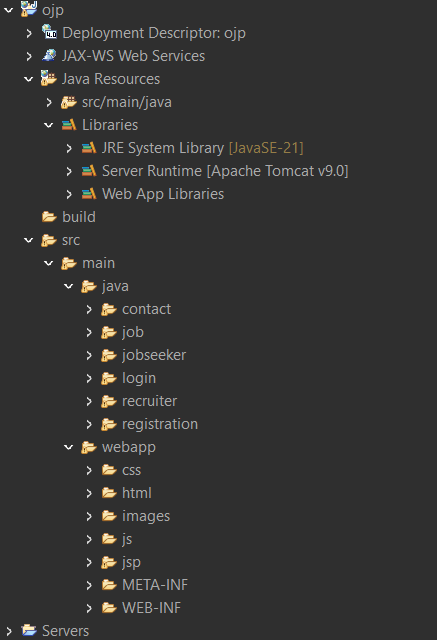 ojp
Deployment Descriptor: ojp
JAX-WS Web Services
Java Resources
src/main/java
Libraries
JRE System Library [JavaSE-21]
Server Runtime [Apache Tomcat v9.0]
Web App Libraries
build
src
main
java
contact
job
jobseeker
login
recruiter
registration
webapp
css
html
images
js
jsp
META-INF
WEB-INF
Servers